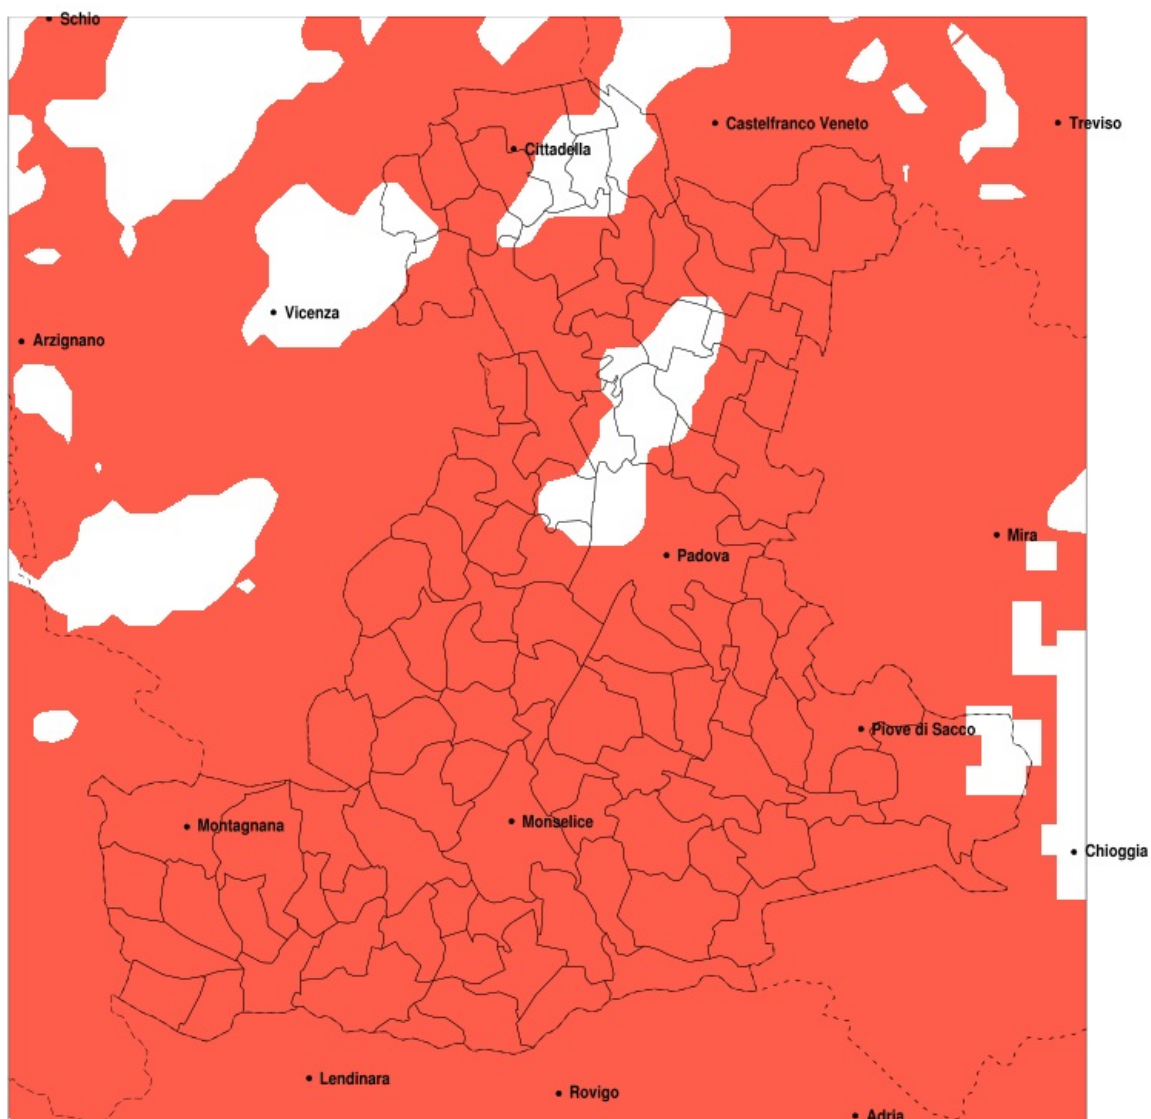 Schio
Castelfranco Veneto
Treviso
Cittadella
Vicenza
Arzignano
Mira
Padova
Piove di Sacco
Montagnana
Monselice
Chioggia
Lendinara
Rovigo
Adria